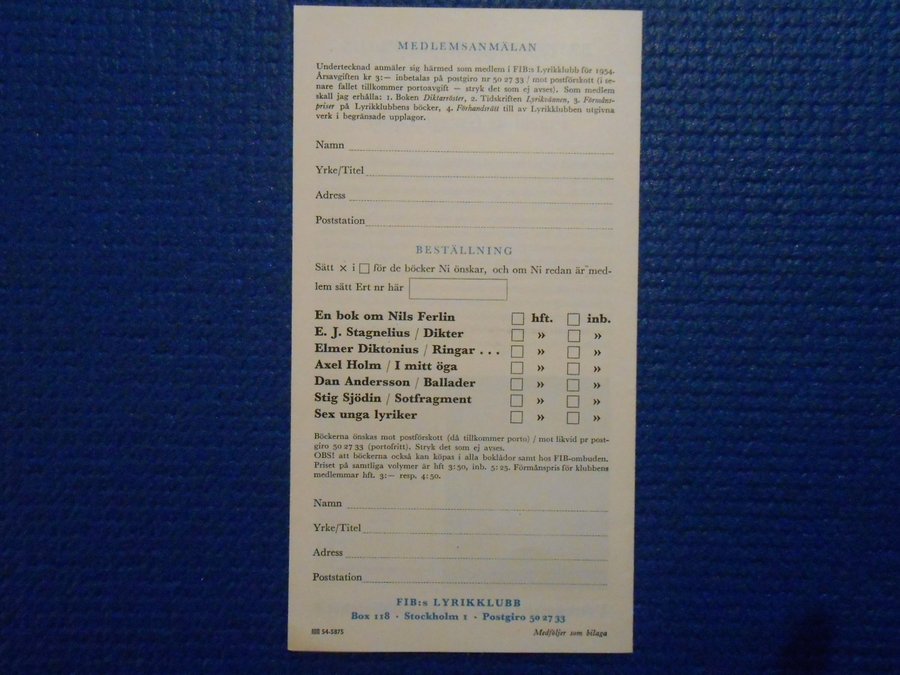 MEDLEMSANMÄLAN
Undertecknad anmäler sig härmed som medlem i FIB:s Lyrikklubb för 1954.
Årsavgiften kr 3:— inbetalas på postgiro nr 50 27 33 / mot postförskott (i se-
nare fallet tillkommer portoavgift — stryk det som ej avses). Som medlem
skall jag erhålla: 1. Boken Diktarröster, 2. Tidskriften Lyrikvännen, 3. Förmåns-
priser på Lyrikklubbens böcker, 4. Förhandsrätt till av Lyrikklubben utgivna
verk i begränsade upplagor.
Namn
Yrke/Titel
Adress
Poststation
BESTÄLLNING
Sätt × i □ för de böcker Ni önskar, och om Ni redan är med-
lem sätt Ert nr här
En bok om Nils Ferlin □ hft. □ inb.
E. J. Stagnelius / Dikter □ » □ »
Elmer Diktonius / Ringar . . . □ » □ »
Axel Holm / I mitt öga □ » □ »
Dan Andersson / Ballader □ » □ »
Stig Sjödin / Sotfragment □ » □ »
Sex unga lyriker □ » □ »
Böckerna önskas mot postförskott (då tillkommer porto) / mot likvid pr post-
giro 50 27 33 (portofritt). Stryk det som ej avses.
OBS! att böckerna också kan köpas i alla boklådor samt hos FIB-ombuden.
Priset på samtliga volymer är hft 3:50, inb. 5:25. Förmånspris för klubbens
medlemmar hft. 3:— resp. 4:50.
Namn
Yrke/Titel
Adress
Poststation
FIB:s LYRIKKLUBB
Box 118 · Stockholm 1 · Postgiro 50 27 33
54-5875 Medföljer som bilaga